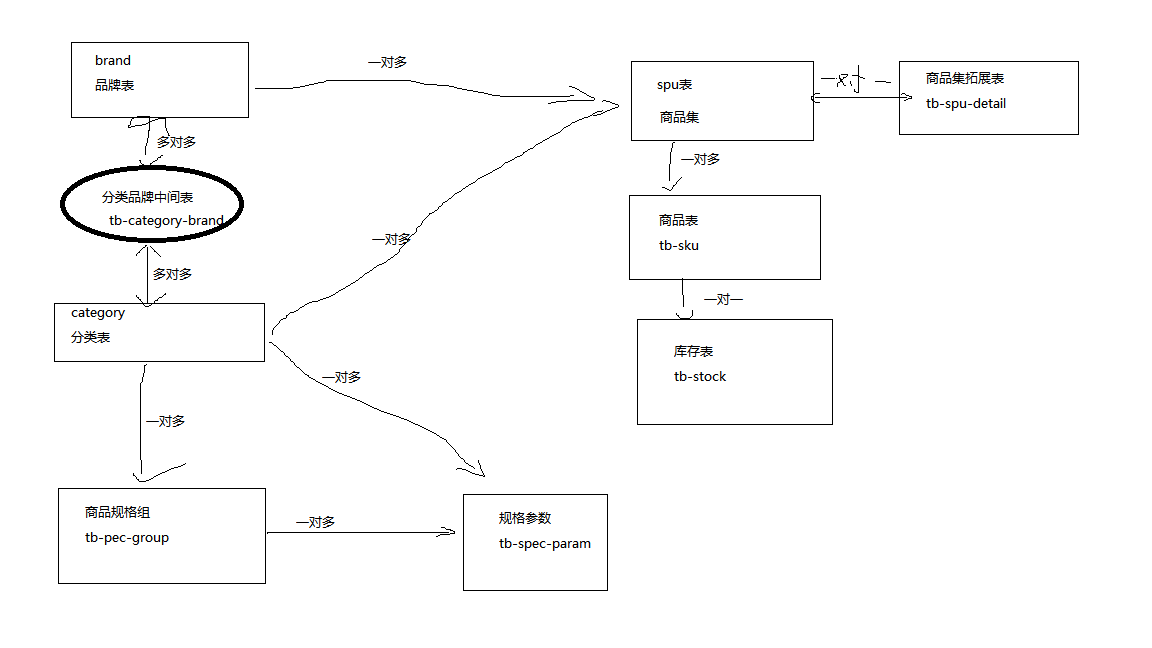 brand
品牌表
一对多
spu表
商品集
一对一
商品集拓展表
tb-spu-detail
多对多
一对多
分类品牌中间表
tb-category-brand
商品表
tb-sku
一对多
多对多
一对一
category
分类表
库存表
tb-stock
一对多
一对多
商品规格组
tb-pec-group
一对多
规格参数
tb-spec-param